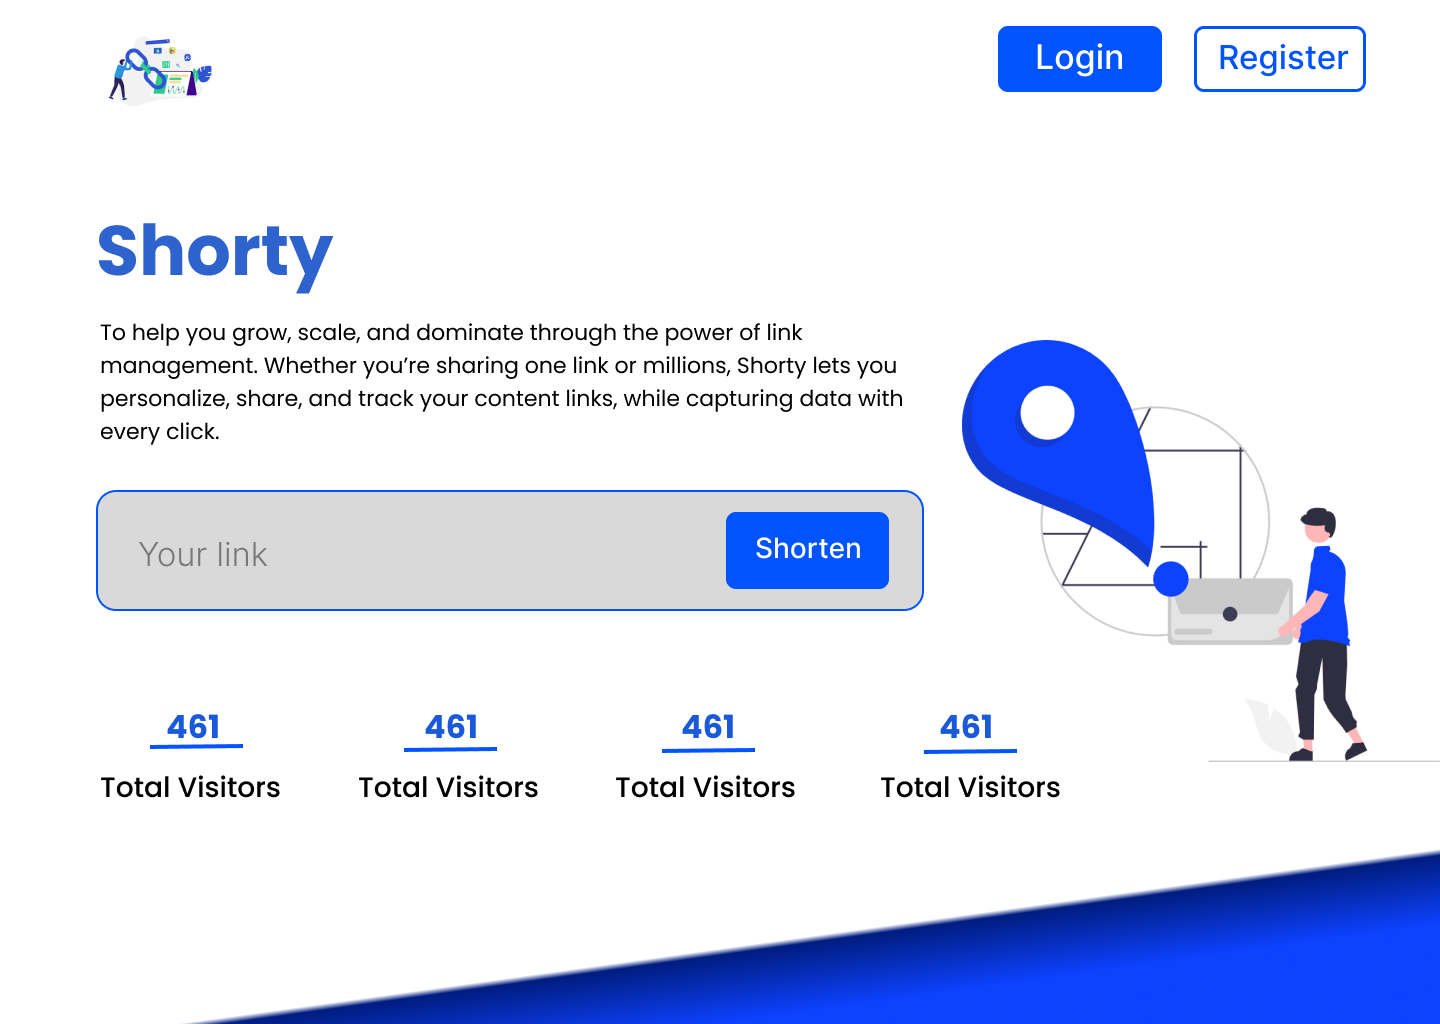 Login Register
Shorty
To help you grow, scale, and dominate through the power of link
management. Whether you’re sharing one link or millions, Shorty lets you
personalize, share, and track your content links, while capturing data with
every click.
Your link
Shorten
461 461 461 461
Total Visitors Total Visitors Total Visitors Total Visitors